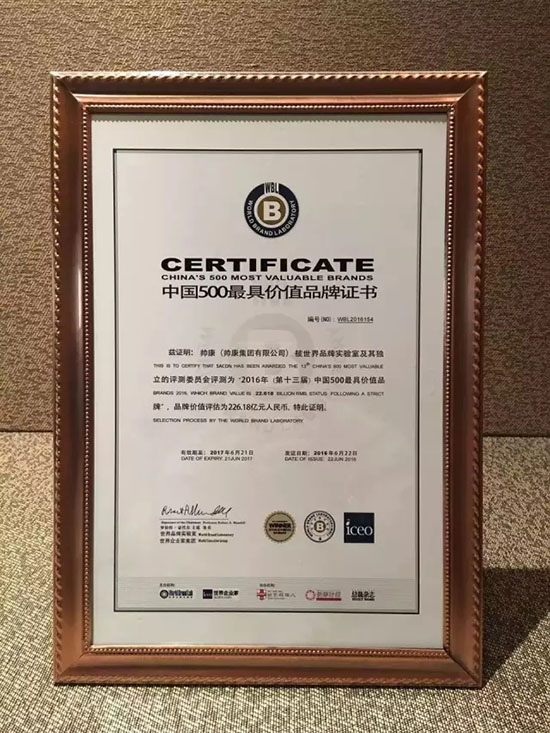 WBL
WORLD BRAND LABORATORY
B
CERTIFICATE
CHINA'S 500 MOST VALUABLE BRANDS
中国500最具价值品牌证书
编号(NO): WBL2016154
兹证明: 帅康(帅康集团有限公司)核世界品牌实验室及其独
THIS IS TO CERTIFY THAT SACON HAS BEEN AWARDED THE 13TH CHINA'S 500 MOST VALUABLE
立的评测委员会评测为“2016年(第十三届)中国500最具价值品
BRANDS 2016, WHICH BRAND VALUE IS 22.618 BILLION RMB, STATUS FOLLOWING A STRICT
牌”, 品牌价值评估为226.18亿元人民币, 特此证明。
SELECTION PROCESS BY THE WORLD BRAND LABORATORY
有效期至: 2017年6月21日 发证日期: 2016年6月22日
DATE OF EXPIRY: 21JUN 2017 DATE OF ISSUE: 22JUN 2016
世界品牌实验室 World Brand Laboratory
世界企业家集团 World Executive Group
WINNER
B
iceo
世界企业家